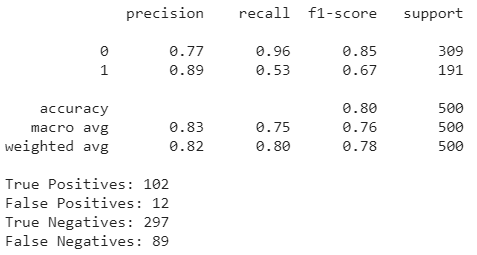 precision recall f1-score support
0 0.77 0.96 0.85 309
1 0.89 0.53 0.67 191
accuracy 0.80 500
macro avg 0.83 0.75 0.76 500
weighted avg 0.82 0.80 0.78 500
True Positives: 102
False Positives: 12
True Negatives: 297
False Negatives: 89